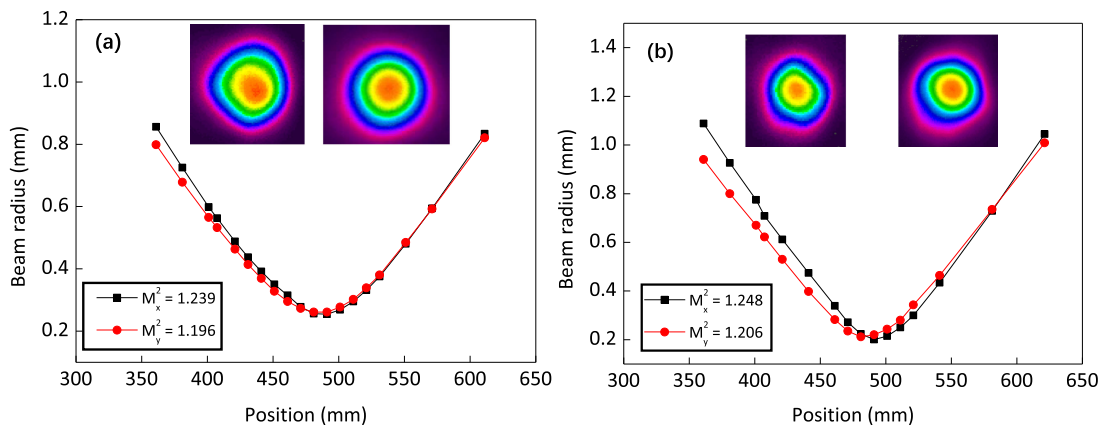 (a)
Beam radius (mm)
1.2
1.0
0.8
0.6
0.4
0.2
M²x = 1.239
M²y = 1.196
300 350 400 450 500 550 600 650
Position (mm)
(b)
Beam radius (mm)
1.4
1.2
1.0
0.8
0.6
0.4
0.2
M²x = 1.248
M²y = 1.206
300 350 400 450 500 550 600 650
Position (mm)